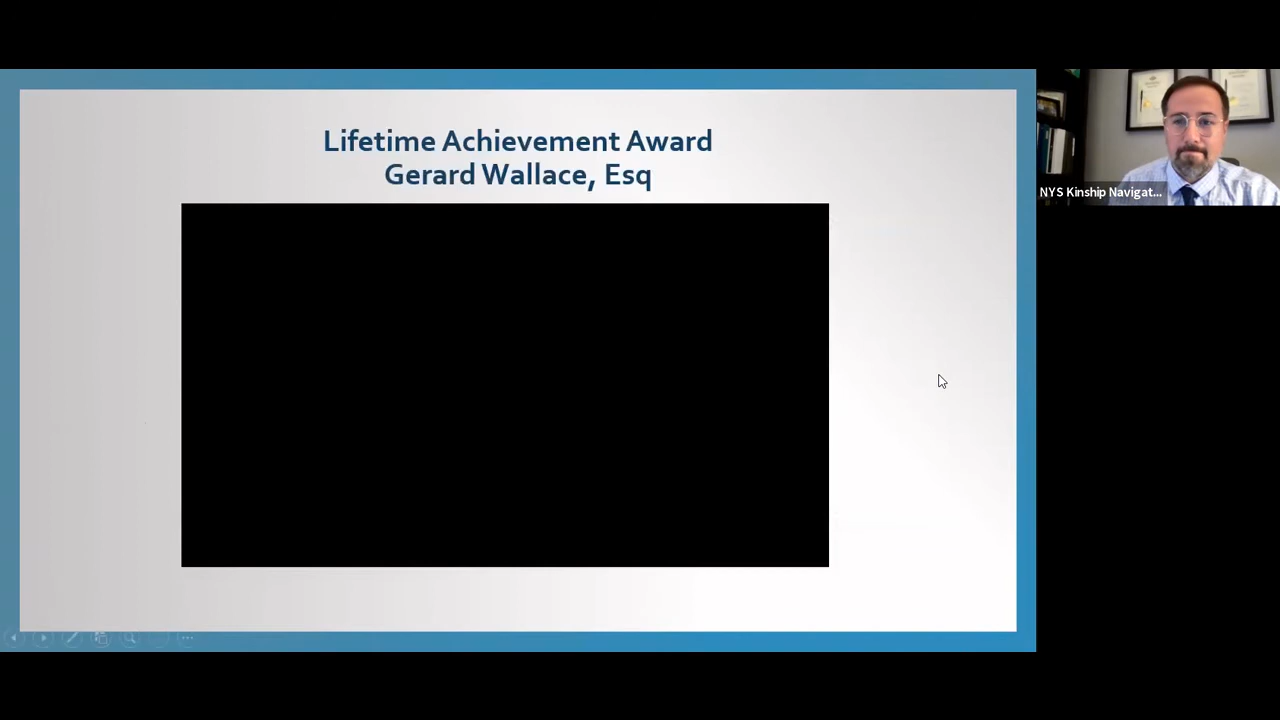 Lifetime Achievement Award
Gerard Wallace, Esq
NYS Kinship Navigat...